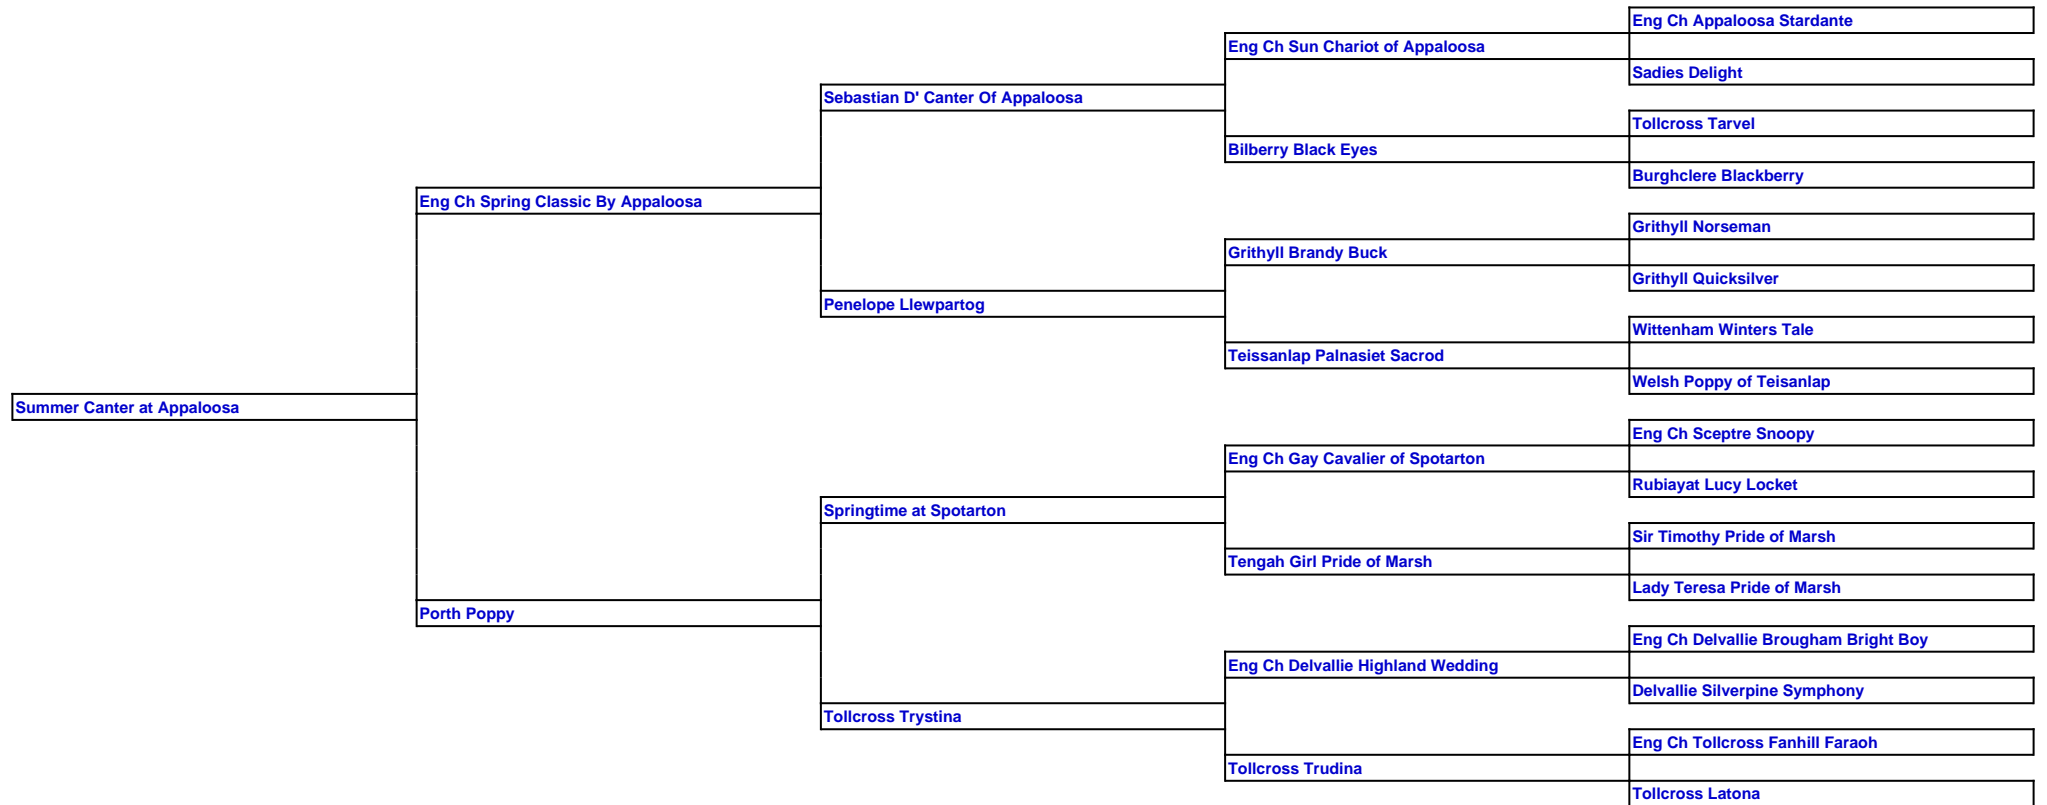 Eng Ch Appaloosa Stardante
Eng Ch Sun Chariot of Appaloosa
Sadies Delight
Sebastian D' Canter Of Appaloosa
Tollcross Tarvel
Bilberry Black Eyes
Burghclere Blackberry
Eng Ch Spring Classic By Appaloosa
Grithyll Norseman
Grithyll Brandy Buck
Grithyll Quicksilver
Penelope Llewpartog
Wittenham Winters Tale
Teissanlap Palnasiet Sacrod
Welsh Poppy of Teisanlap
Summer Canter at Appaloosa
Eng Ch Sceptre Snoopy
Eng Ch Gay Cavalier of Spotarton
Rubiayat Lucy Locket
Springtime at Spotarton
Sir Timothy Pride of Marsh
Tengah Girl Pride of Marsh
Lady Teresa Pride of Marsh
Porth Poppy
Eng Ch Delvallie Brougham Bright Boy
Eng Ch Delvallie Highland Wedding
Delvallie Silverpine Symphony
Tollcross Trystina
Eng Ch Tollcross Fanhill Faraoh
Tollcross Trudina
Tollcross Latona